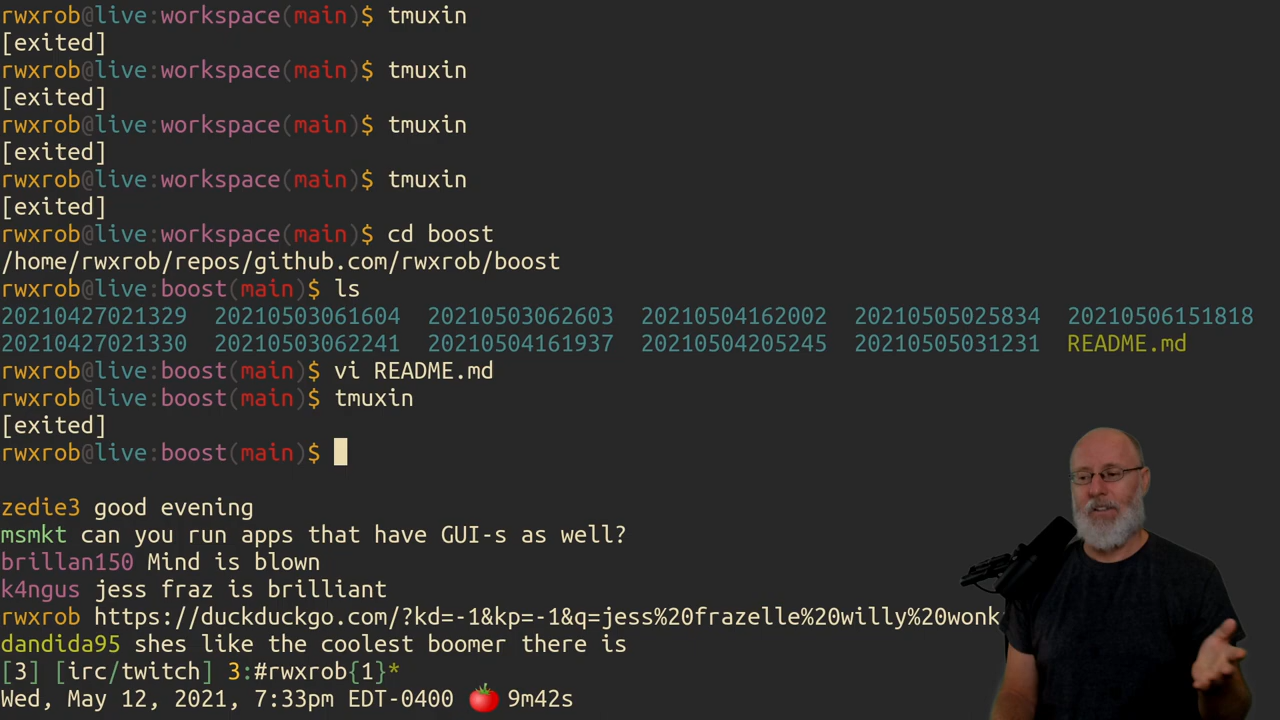 rwxrob@live:workspace(main)$ tmuxin
[exited]
rwxrob@live:workspace(main)$ tmuxin
[exited]
rwxrob@live:workspace(main)$ tmuxin
[exited]
rwxrob@live:workspace(main)$ tmuxin
[exited]
rwxrob@live:workspace(main)$ cd boost
/home/rwxrob/repos/github.com/rwxrob/boost
rwxrob@live:boost(main)$ ls
20210427021329 20210503061604 20210503062603 20210504162002 20210505025834 20210506151818
20210427021330 20210503062241 20210504161937 20210504205245 20210505031231 README.md
rwxrob@live:boost(main)$ vi README.md
rwxrob@live:boost(main)$ tmuxin
[exited]
rwxrob@live:boost(main)$
zedie3 good evening
msmkt can you run apps that have GUI-s as well?
brillan150 Mind is blown
k4ngus jess fraz is brilliant
rwxrob https://duckduckgo.com/?kd=-1&kp=-1&q=jess%20frazelle%20willy%20wonk
dandida95 shes like the coolest boomer there is
[3] [irc/twitch] 3:#rwxrob{1}*
Wed, May 12, 2021, 7:33pm EDT-0400 🍅 9m42s